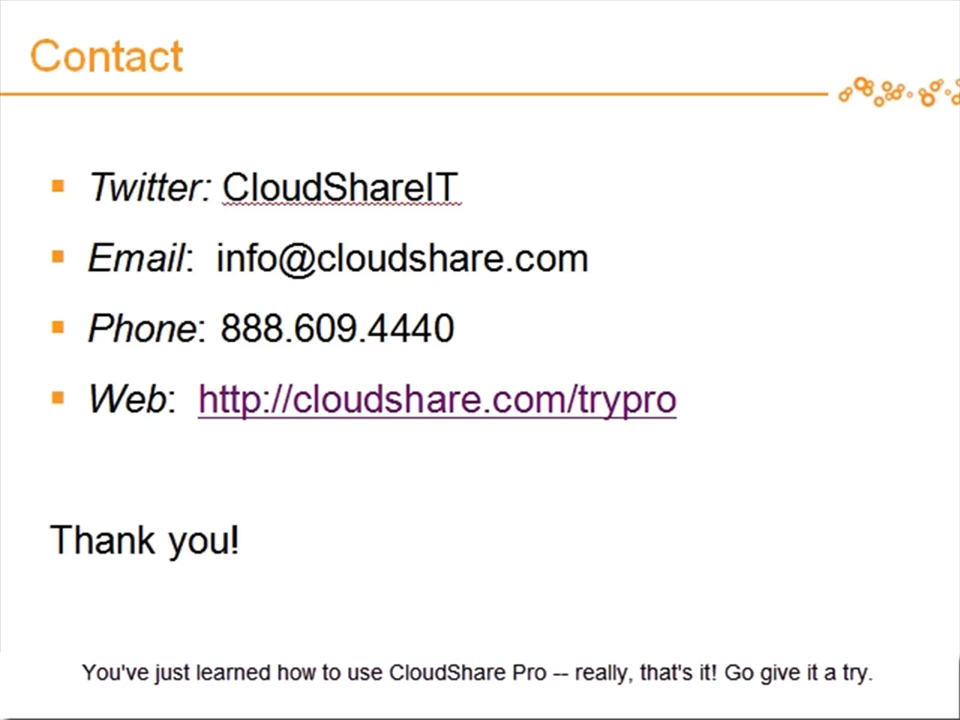 Contact
Twitter: CloudShareIT
Email: info@cloudshare.com
Phone: 888.609.4440
Web: http://cloudshare.com/trypro
Thank you!
You've just learned how to use CloudShare Pro -- really, that's it! Go give it a try.